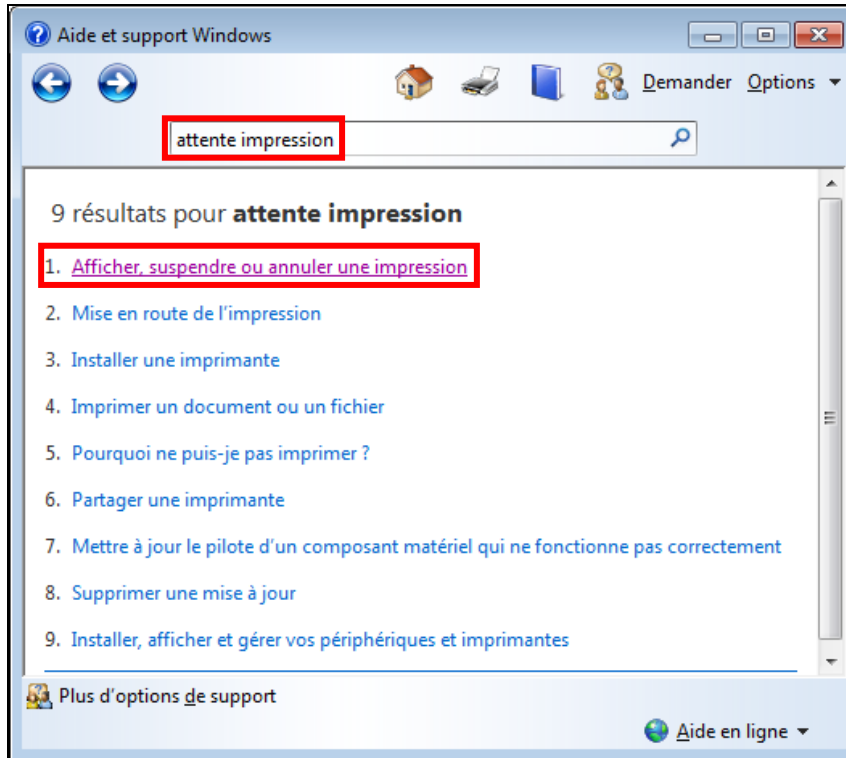 Aide et support Windows
Demander Options
attente impression
9 résultats pour attente impression
1. Afficher, suspendre ou annuler une impression
2. Mise en route de l'impression
3. Installer une imprimante
4. Imprimer un document ou un fichier
5. Pourquoi ne puis-je pas imprimer ?
6. Partager une imprimante
7. Mettre à jour le pilote d'un composant matériel qui ne fonctionne pas correctement
8. Supprimer une mise à jour
9. Installer, afficher et gérer vos périphériques et imprimantes
Plus d'options de support
Aide en ligne